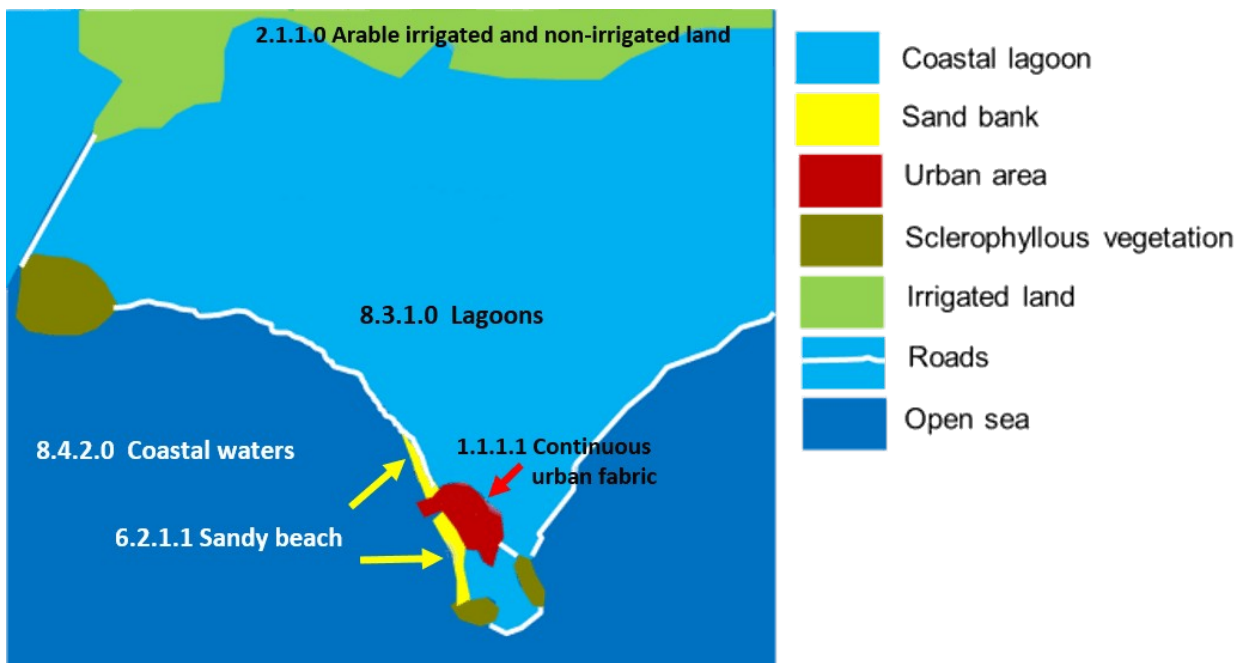 2.1.1.0 Arable irrigated and non-irrigated land
8.3.1.0 Lagoons
8.4.2.0 Coastal waters
1.1.1.1 Continuous
urban fabric
6.2.1.1 Sandy beach
Coastal lagoon
Sand bank
Urban area
Sclerophyllous vegetation
Irrigated land
Roads
Open sea